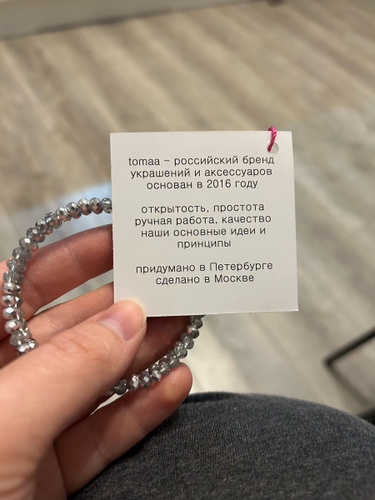 tomaa – российский бренд
украшений и аксессуаров
основан в 2016 году
открытость, простота
ручная работа, качество
наши основные идеи и
принципы
придумано в Петербурге
сделано в Москве